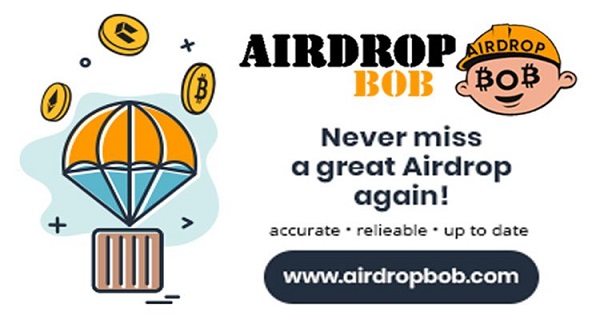 AIRDROP
BOB
AIRDROP
BOB
Never miss
a great Airdrop
again!
accurate • relieable • up to date
www.airdropbob.com